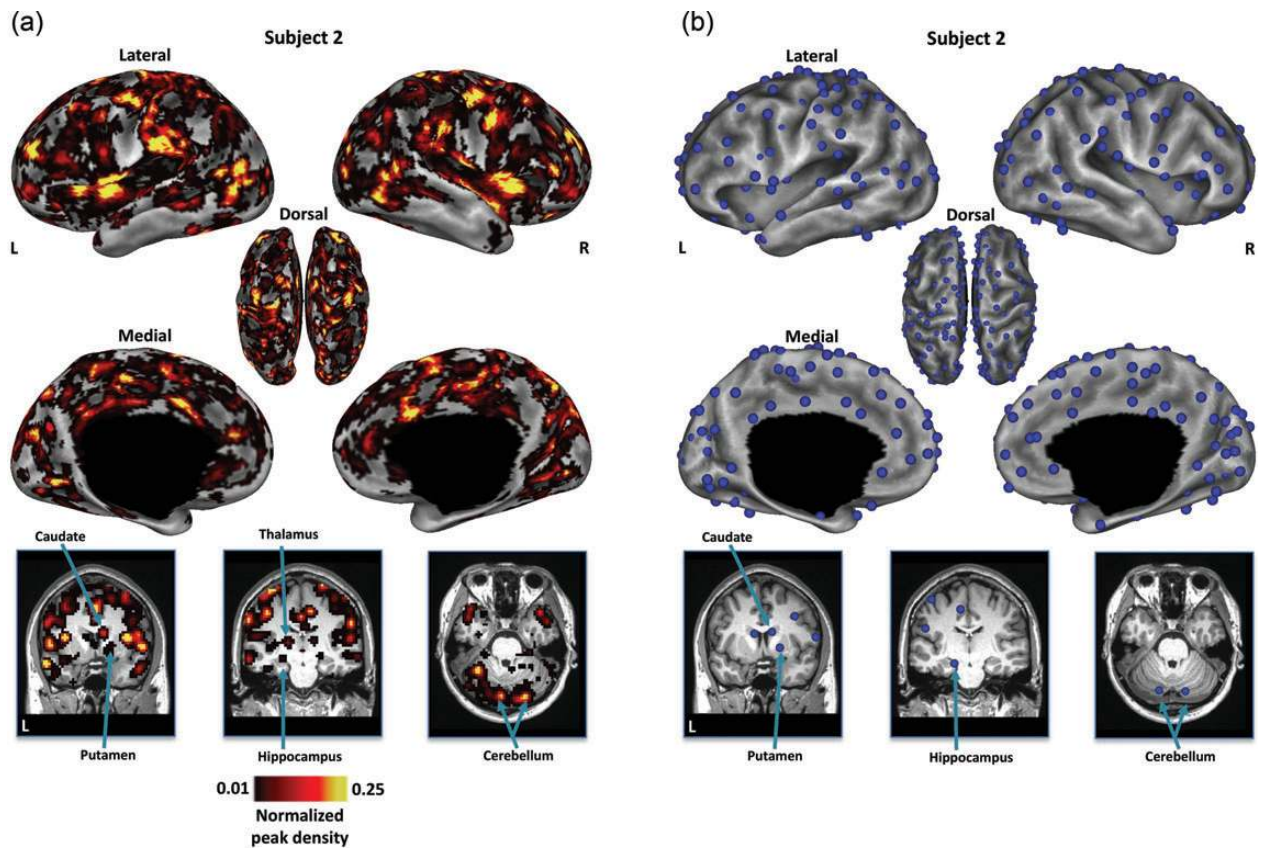 (a)
Subject 2
Lateral
L
R
Dorsal
Medial
Caudate
Thalamus
L
Putamen
Hippocampus
Cerebellum
0.01
0.25
Normalized
peak density
(b)
Subject 2
Lateral
L
R
Dorsal
Medial
Caudate
L
Putamen
Hippocampus
Cerebellum